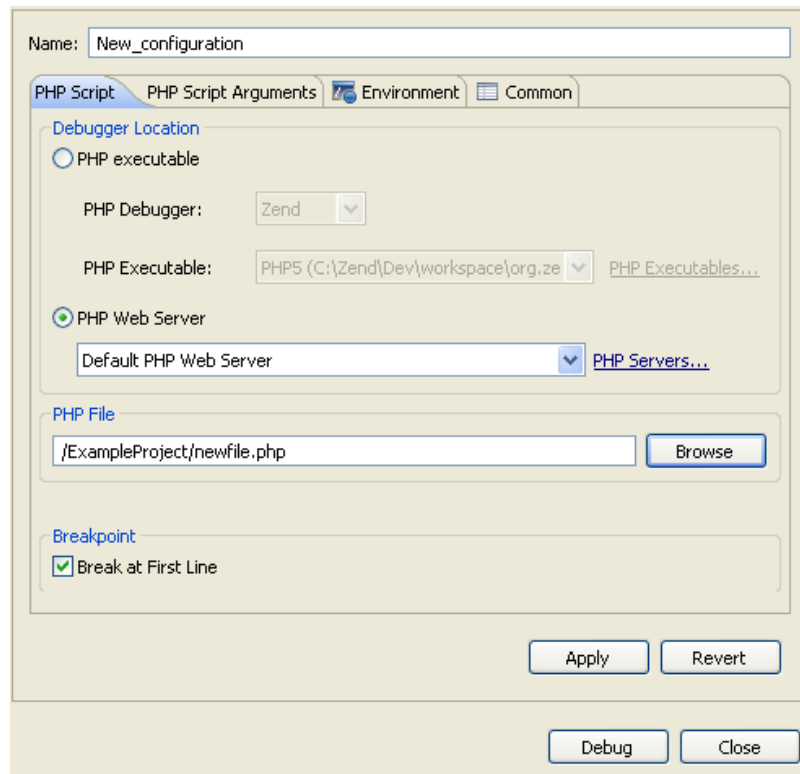 Name: New_configuration
PHP Script PHP Script Arguments Environment Common
Debugger Location
PHP executable
PHP Debugger: Zend
PHP Executable: PHP5 (C:\Zend\Dev\workspace\org.ze PHP Executables...
PHP Web Server
Default PHP Web Server PHP Servers...
PHP File
/ExampleProject/newfile.php Browse
Breakpoint
Break at First Line
Apply Revert
Debug Close